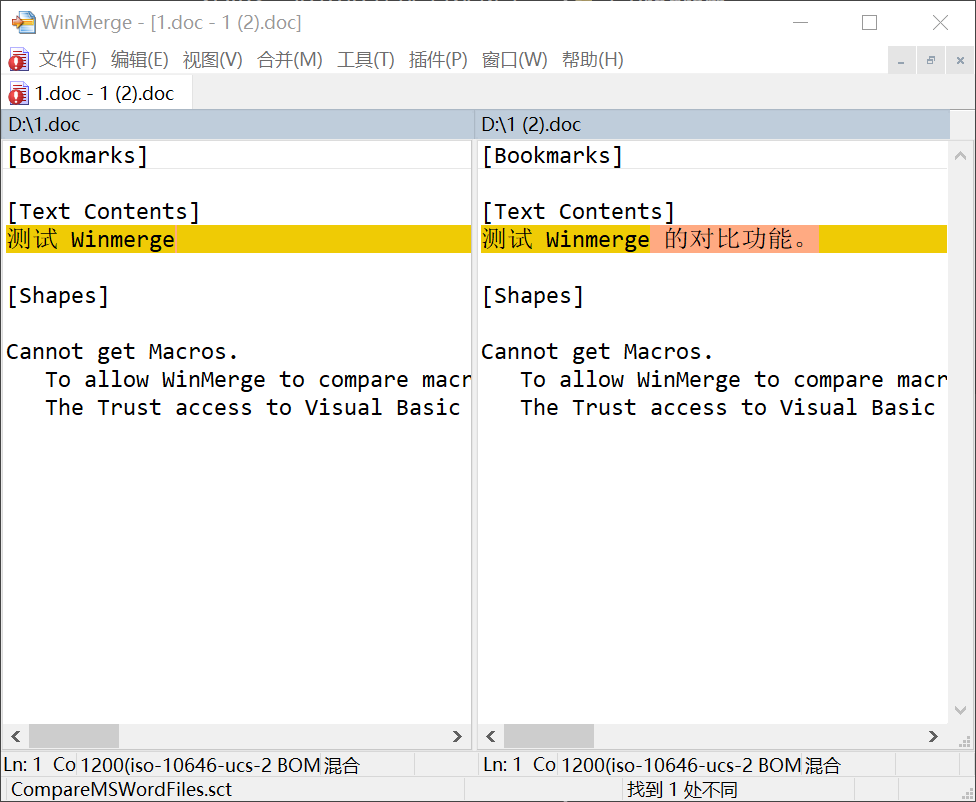 WinMerge - [1.doc - 1 (2).doc]
文件(F) 编辑(E) 视图(V) 合并(M) 工具(T) 插件(P) 窗口(W) 帮助(H)
1.doc - 1 (2).doc
D:\1.doc
D:\1 (2).doc
[Bookmarks]
[Text Contents]
测试 Winmerge
[Shapes]
Cannot get Macros.
To allow WinMerge to compare macr
The Trust access to Visual Basic
[Bookmarks]
[Text Contents]
测试 Winmerge 的对比功能。
[Shapes]
Cannot get Macros.
To allow WinMerge to compare macr
The Trust access to Visual Basic
Ln: 1 Co 1200(iso-10646-ucs-2 BOM 混合
Ln: 1 Co 1200(iso-10646-ucs-2 BOM 混合
CompareMSWordFiles.sct
找到 1 处不同